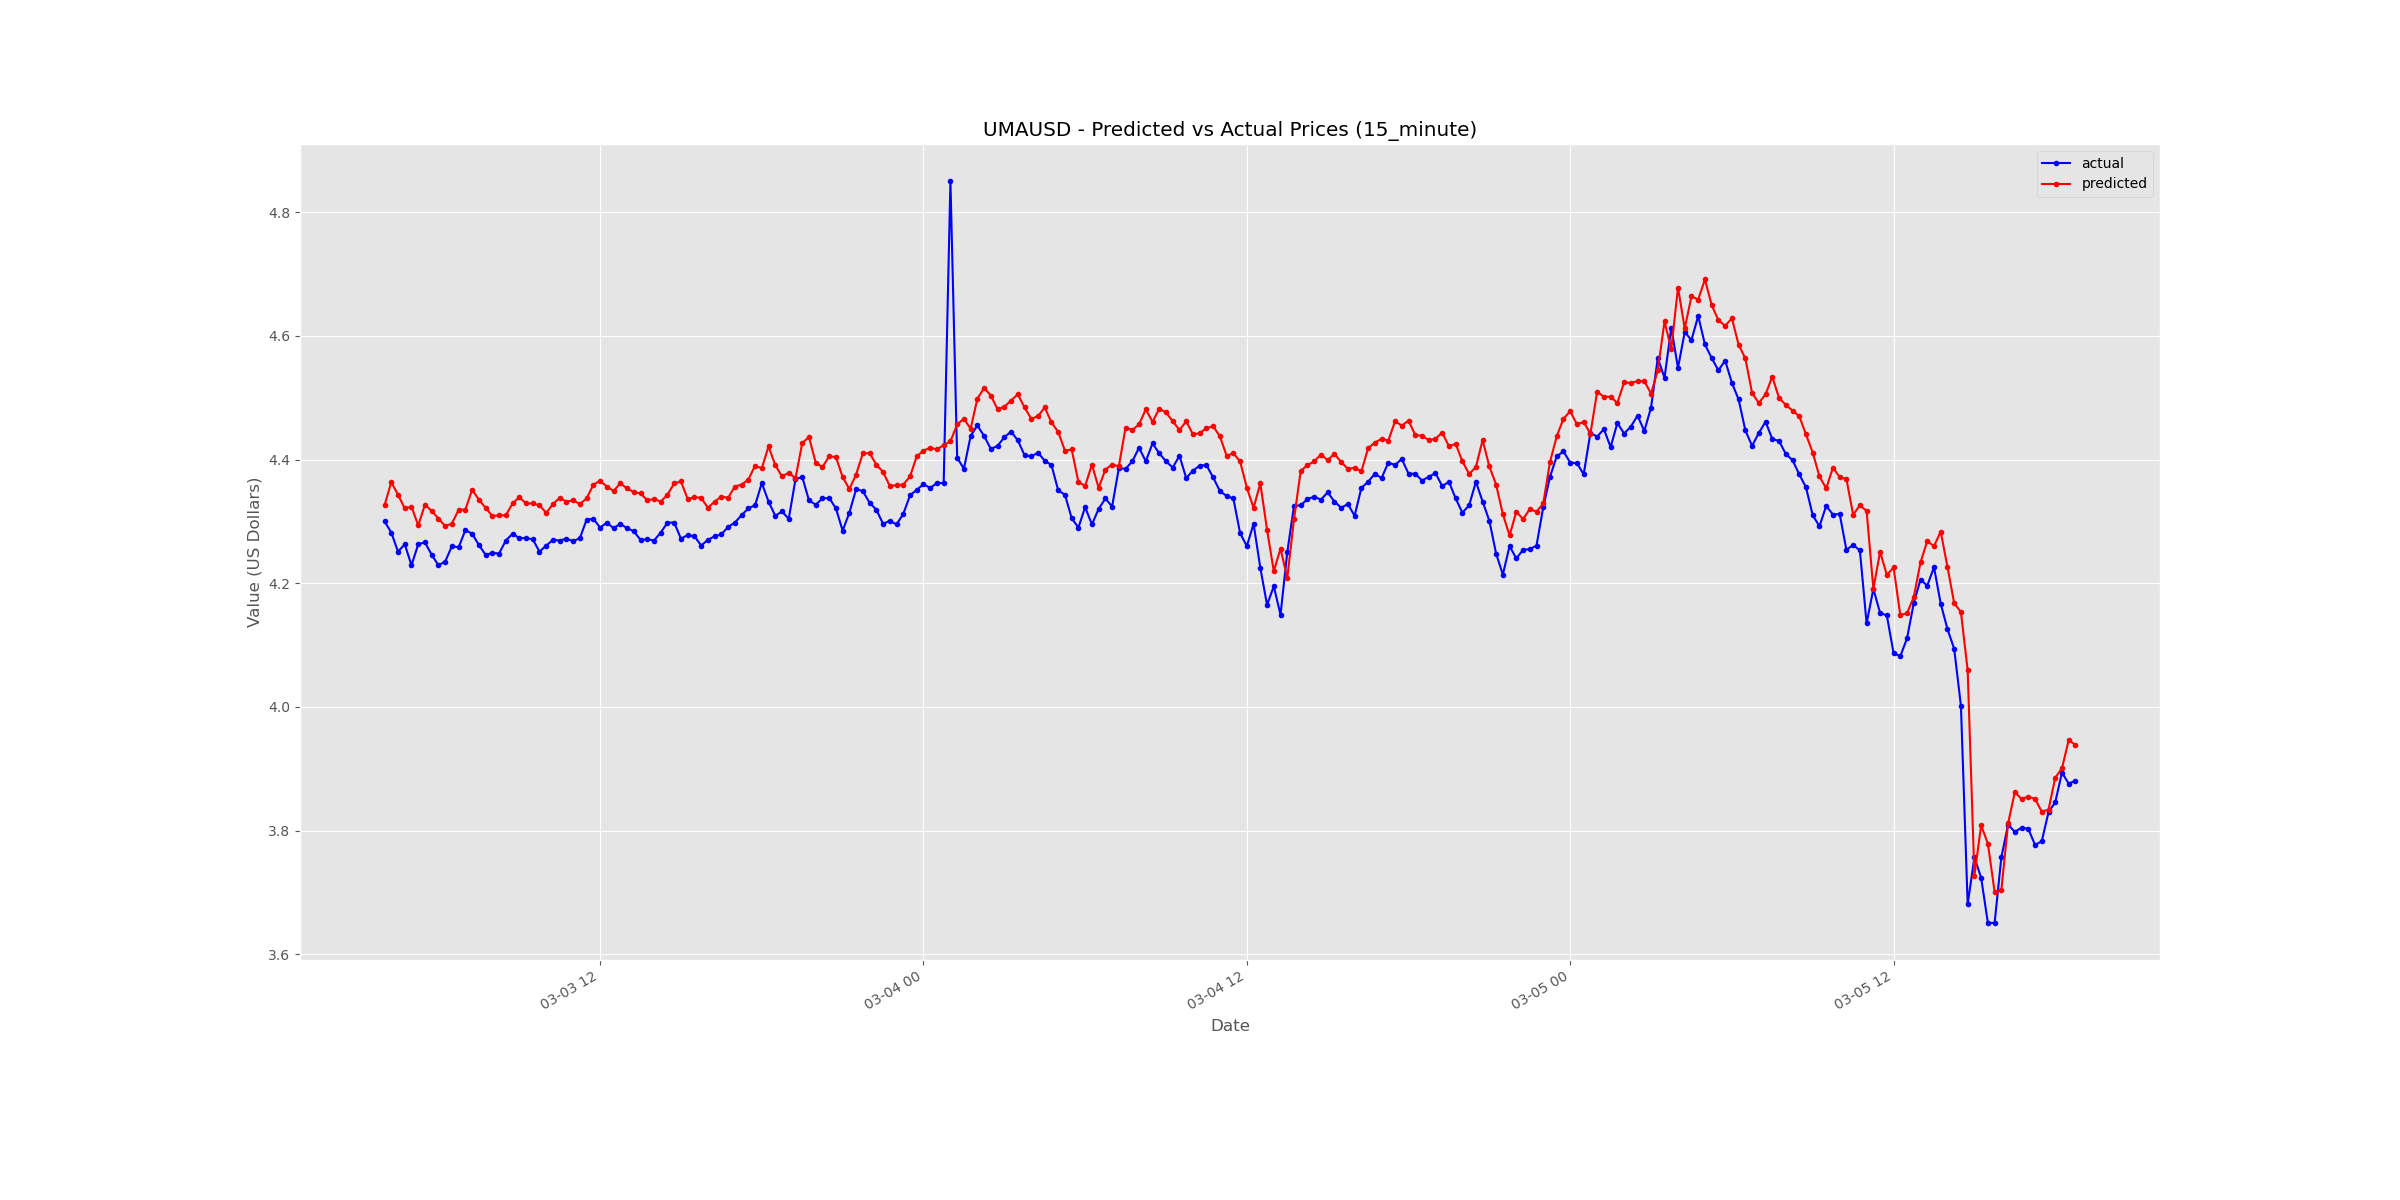 UMAUSD - Predicted vs Actual Prices (15_minute)
actual
predicted
4.8
4.6
4.4
4.2
4.0
3.8
3.6
Value (US Dollars)
03-03 12
03-04 00
03-04 12
03-05 00
03-05 12
Date